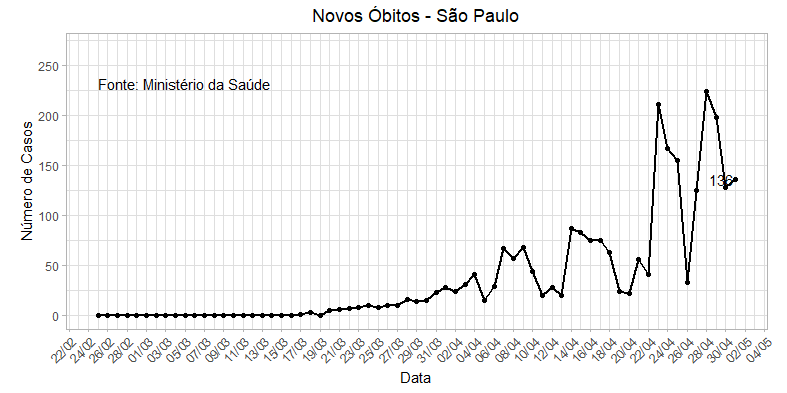 Novos Óbitos - São Paulo
Fonte: Ministério da Saúde
Número de Casos
250
200
150
100
50
0
136
22/02 24/02 26/02 28/02 01/03 03/03 05/03 07/03 09/03 11/03 13/03 15/03 17/03 19/03 21/03 23/03 25/03 27/03 29/03 31/03 02/04 04/04 06/04 08/04 10/04 12/04 14/04 16/04 18/04 20/04 22/04 24/04 26/04 28/04 30/04 02/05 04/05
Data